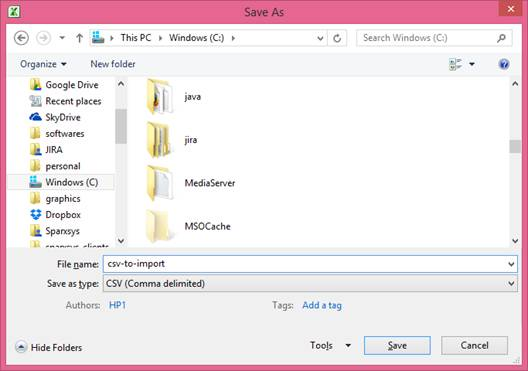 Save As
This PC
Windows (C:)
Search Windows (C:)
Organize
New folder
Google Drive
Recent places
SkyDrive
softwares
JIRA
personal
Windows (C)
graphics
Dropbox
Spanxsys
java
jira
MediaServer
MSOCache
File name: csv-to-import
Save as type: CSV (Comma delimited)
Authors: HP1 Tags: Add a tag
Hide Folders Tools Save Cancel